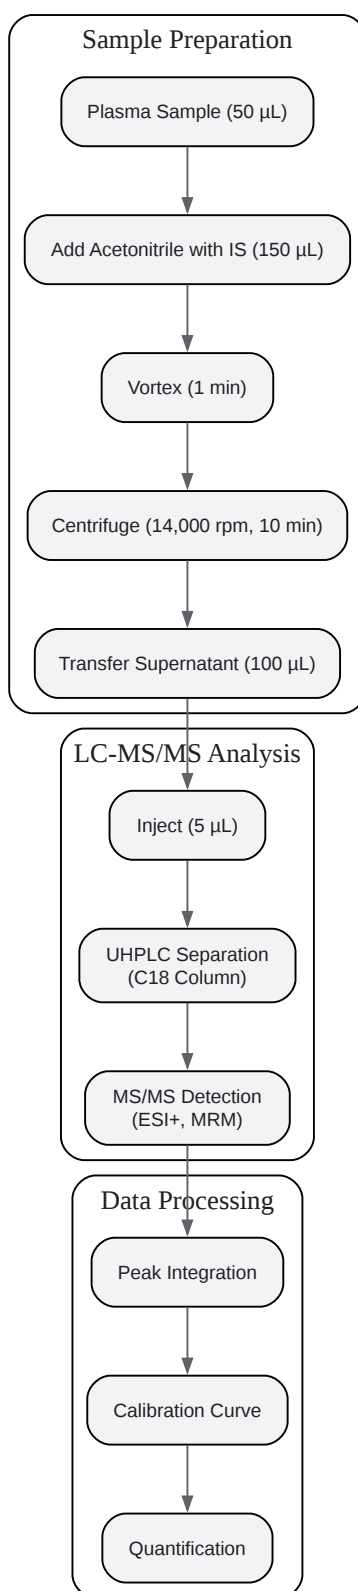 Sample Preparation
Plasma Sample (50 µL)
Add Acetonitrile with IS (150 µL)
Vortex (1 min)
Centrifuge (14,000 rpm, 10 min)
Transfer Supernatant (100 µL)
LC-MS/MS Analysis
Inject (5 µL)
UHPLC Separation
(C18 Column)
MS/MS Detection
(ESI+, MRM)
Data Processing
Peak Integration
Calibration Curve
Quantification